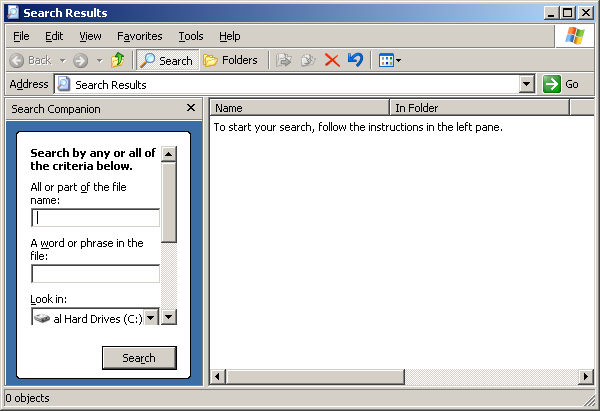 Search Results
File Edit View Favorites Tools Help
Back Search Folders
Address Search Results Go
Search Companion
Name In Folder
To start your search, follow the instructions in the left pane.
Search by any or all of
the criteria below.
All or part of the file
name:
A word or phrase in the
file:
Look in:
al Hard Drives (C:)
Search
0 objects